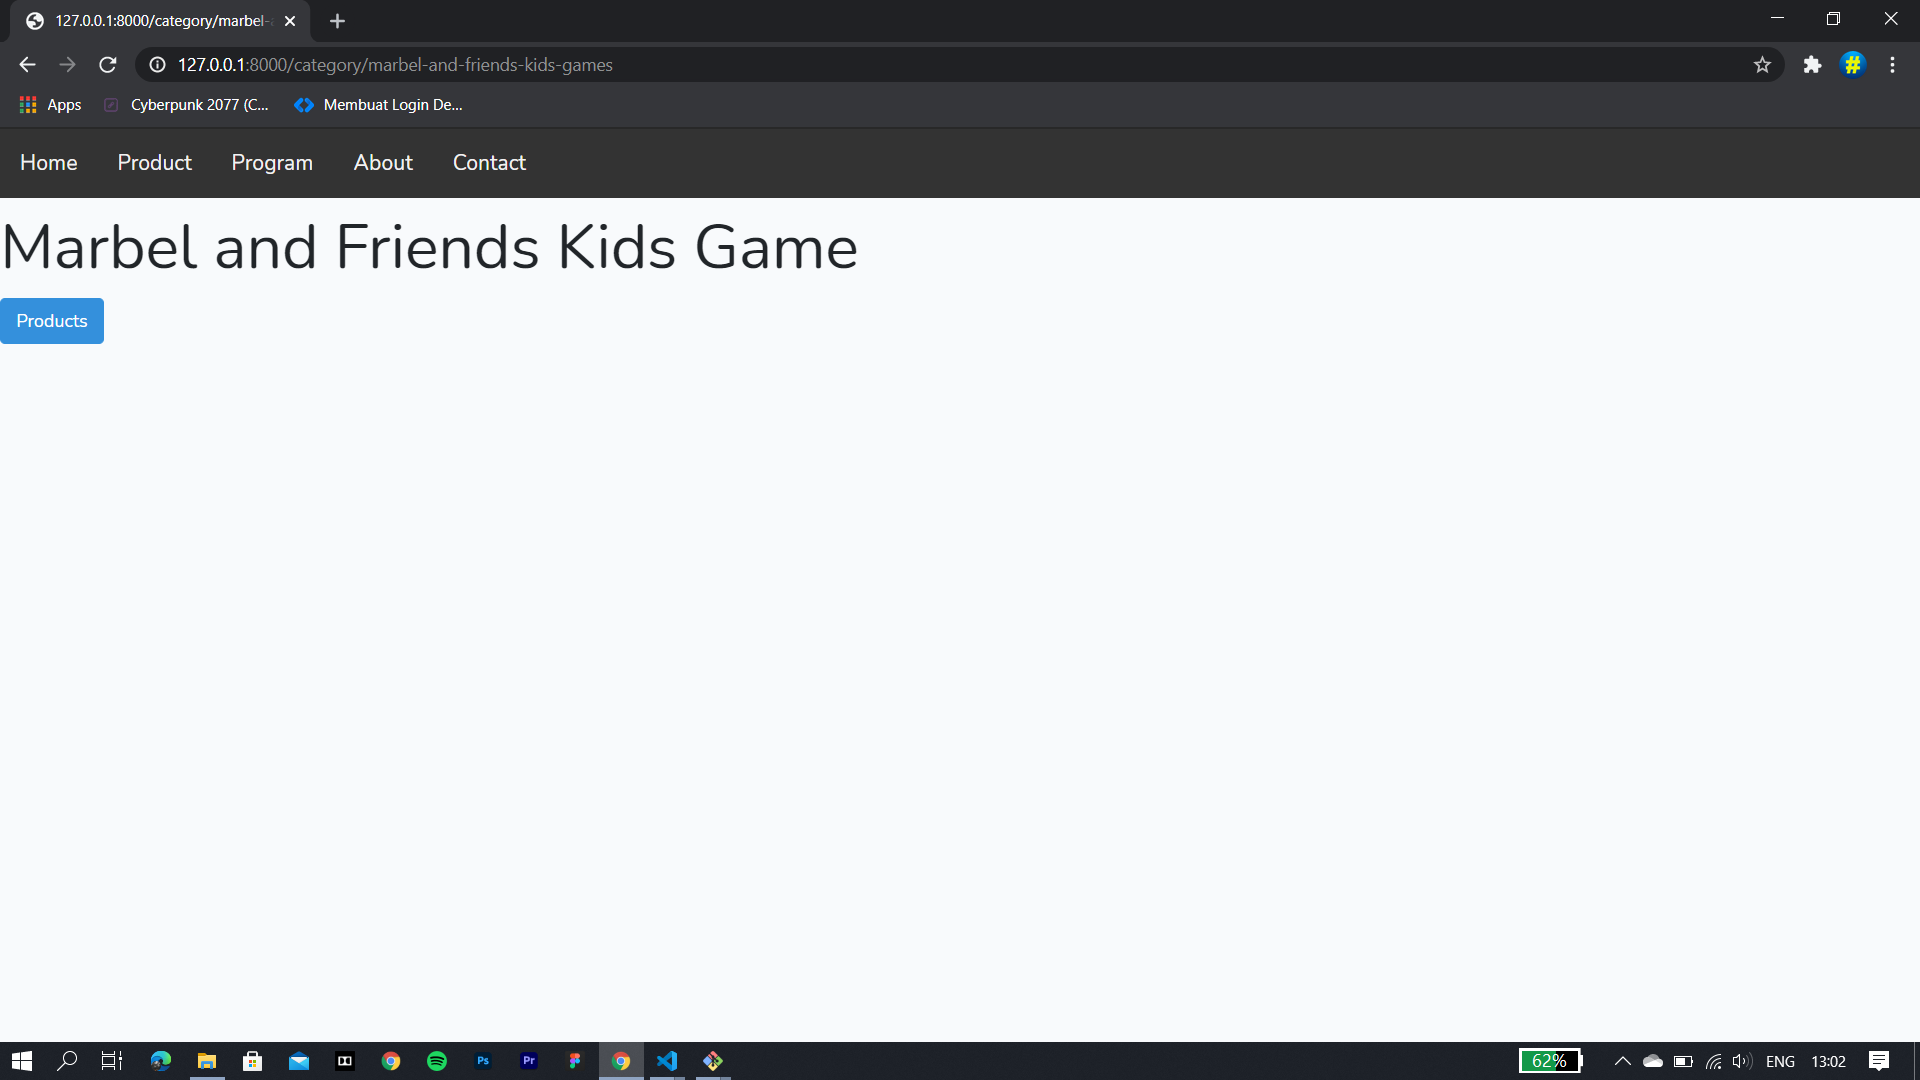 127.0.0.1:8000/category/marbel-
127.0.0.1:8000/category/marbel-and-friends-kids-games
Apps Cyberpunk 2077 (C... Membuat Login De...
Home Product Program About Contact
Marbel and Friends Kids Game
Products
Ps Pr 62% ENG 13:02